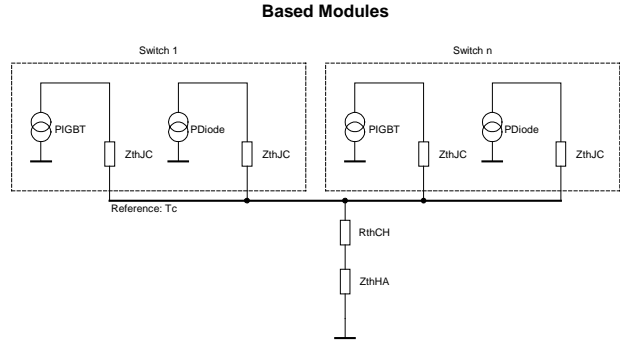 Based Modules
Switch 1
Switch n
PIGBT
PDiode
PIGBT
PDiode
ZthJC
ZthJC
ZthJC
ZthJC
Reference: Tc
RthCH
ZthHA